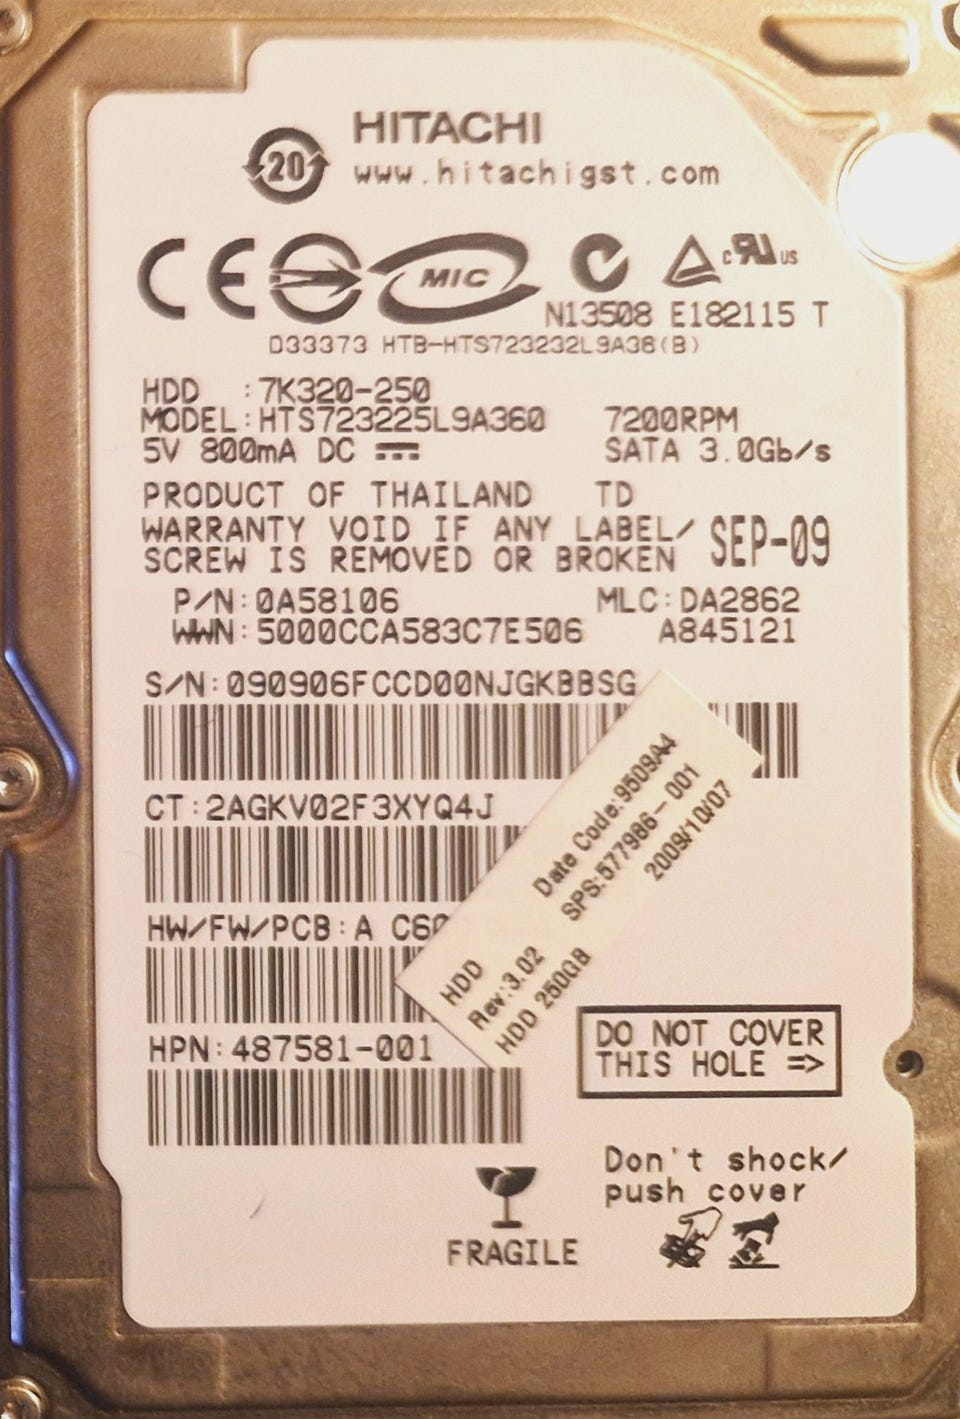 20
HITACHI
www.hitachigst.com
CE
MIC
c RU US
N13508 E182115 T
D33373 HTB-HTS723232L9A36(B)
HDD :7K320-250
MODEL:HTS723225L9A360 7200RPM
5V 800mA DC SATA 3.0Gb/s
PRODUCT OF THAILAND TD
WARRANTY VOID IF ANY LABEL/
SCREW IS REMOVED OR BROKEN
SEP-09
P/N:0A58106 MLC:DA2862
WWN:5000CCA583C7E506 A845121
S/N:090906FCCD00NJGKBBSG
CT:2AGKV02F3XYQ4J
HW/FW/PCB:A C60
HPN:487581-001
HDD Date Code:9509A4
Rev:3.02 SPS:577986-001
HDD 250GB 2009/10/07
DO NOT COVER
THIS HOLE =>
Don't shock/
push cover
FRAGILE